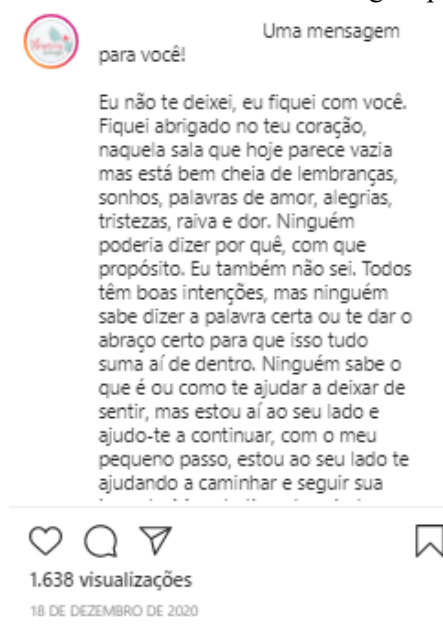 Uma mensagem
para você!
Eu não te deixei, eu fiquei com você.
Fiquei abrigado no teu coração,
naquela sala que hoje parece vazia
mas está bem cheia de lembranças,
sonhos, palavras de amor, alegrias,
tristezas, raiva e dor. Ninguém
poderia dizer por quê, com que
propósito. Eu também não sei. Todos
têm boas intenções, mas ninguém
sabe dizer a palavra certa ou te dar o
abraço certo para que isso tudo
suma aí de dentro. Ninguém sabe o
que é ou como te ajudar a deixar de
sentir, mas estou aí ao seu lado e
ajudo-te a continuar, com o meu
pequeno passo, estou ao seu lado te
ajudando a caminhar e seguir sua
1.638 visualizações
18 DE DEZEMBRO DE 2020